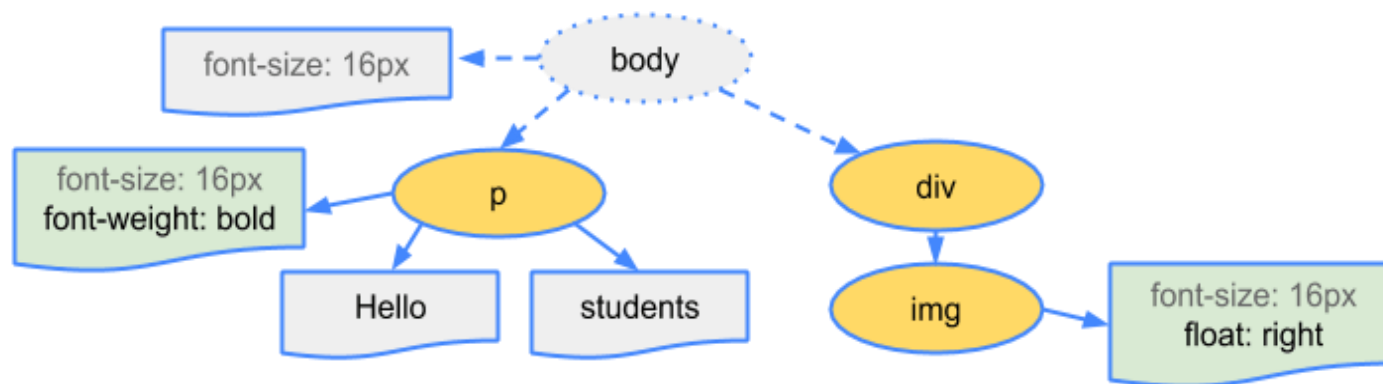 body
font-size: 16px
font-size: 16px
font-weight: bold
p
div
Hello
students
img
font-size: 16px
float: right